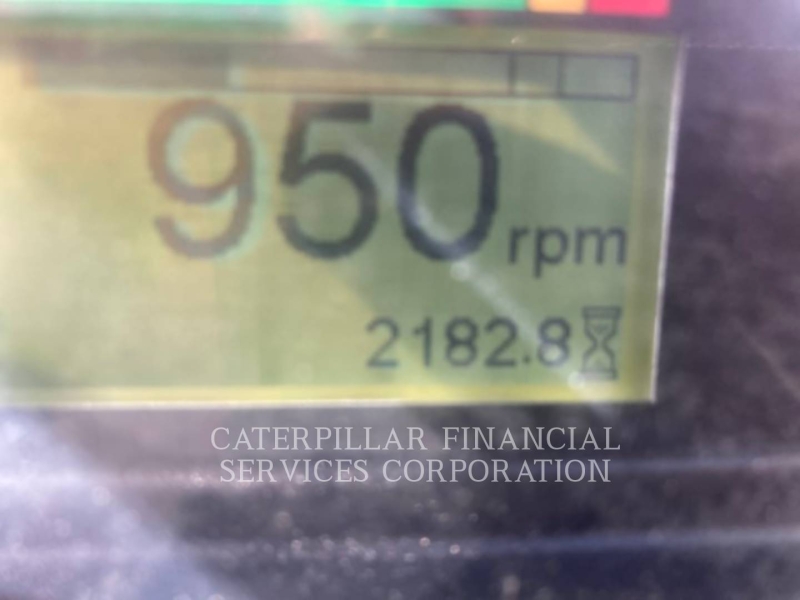 950 rpm
2182.8
CATERPILLAR FINANCIAL
SERVICES CORPORATION